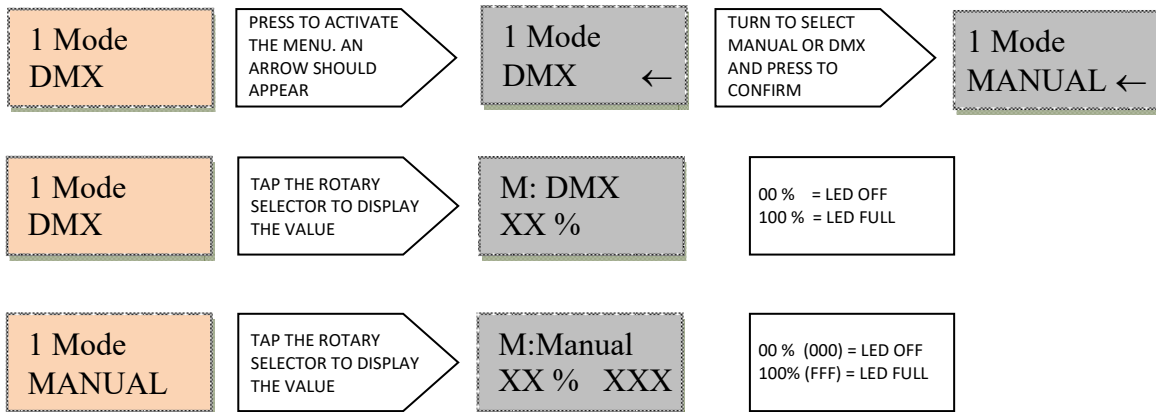 1 Mode
DMX
PRESS TO ACTIVATE
THE MENU. AN
ARROW SHOULD
APPEAR
1 Mode
DMX ←
TURN TO SELECT
MANUAL OR DMX
AND PRESS TO
CONFIRM
1 Mode
MANUAL ←
1 Mode
DMX
TAP THE ROTARY
SELECTOR TO DISPLAY
THE VALUE
M: DMX
XX %
00 % = LED OFF
100 % = LED FULL
1 Mode
MANUAL
TAP THE ROTARY
SELECTOR TO DISPLAY
THE VALUE
M:Manual
XX % XXX
00 % (000) = LED OFF
100% (FFF) = LED FULL